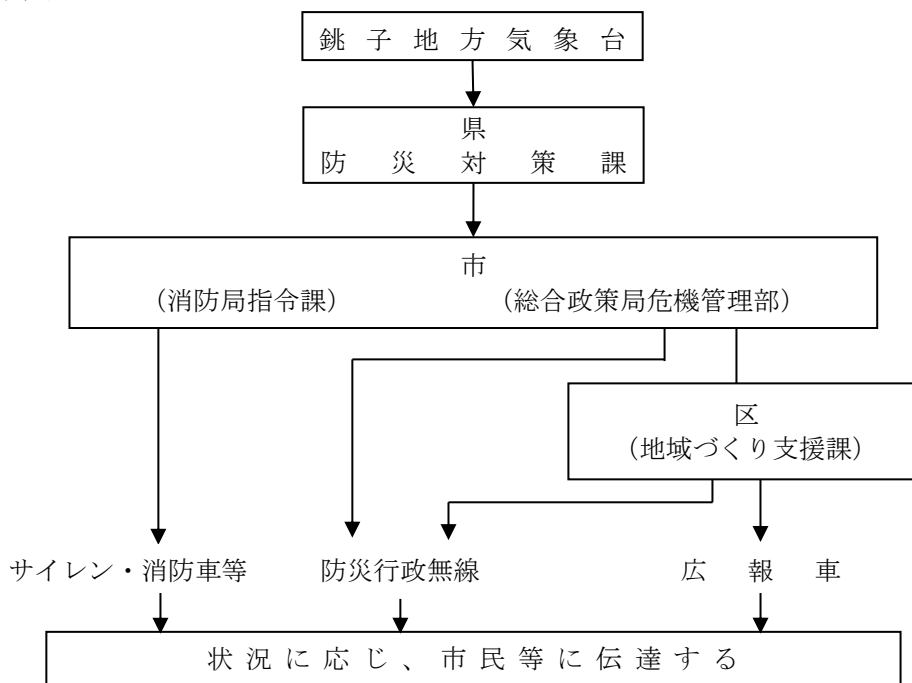 銚子地方気象台
県
防災対策課
市
（消防局指令課）
（総合政策局危機管理部）
区
（地域づくり支援課）
サイレン・消防車等
防災行政無線
広報車
状況に応じ、市民等に伝達する